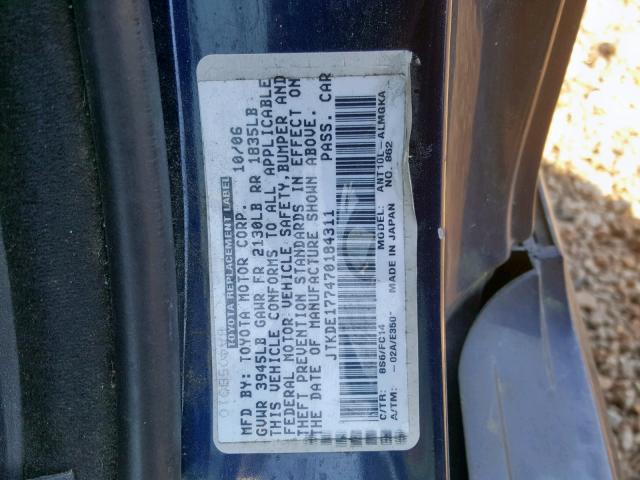 TOYOTA REPLACEMENT LABEL
MFD BY: TOYOTA MOTOR CORP. 10/06
GVWR 3945LB GAWR FR 2130LB RR 1835LB
THIS VEHICLE CONFORMS TO ALL APPLICABLE
FEDERAL MOTOR VEHICLE SAFETY, BUMPER AND
THEFT PREVENTION STANDARDS IN EFFECT ON
THE DATE OF MANUFACTURE SHOWN ABOVE.
JTKDE177470184311 PASS. CAR
C/TR: 8S6/FC14 MODEL: ANT10L-ALMGKA
A/TM: -02A/E350 MADE IN JAPAN NO. 862